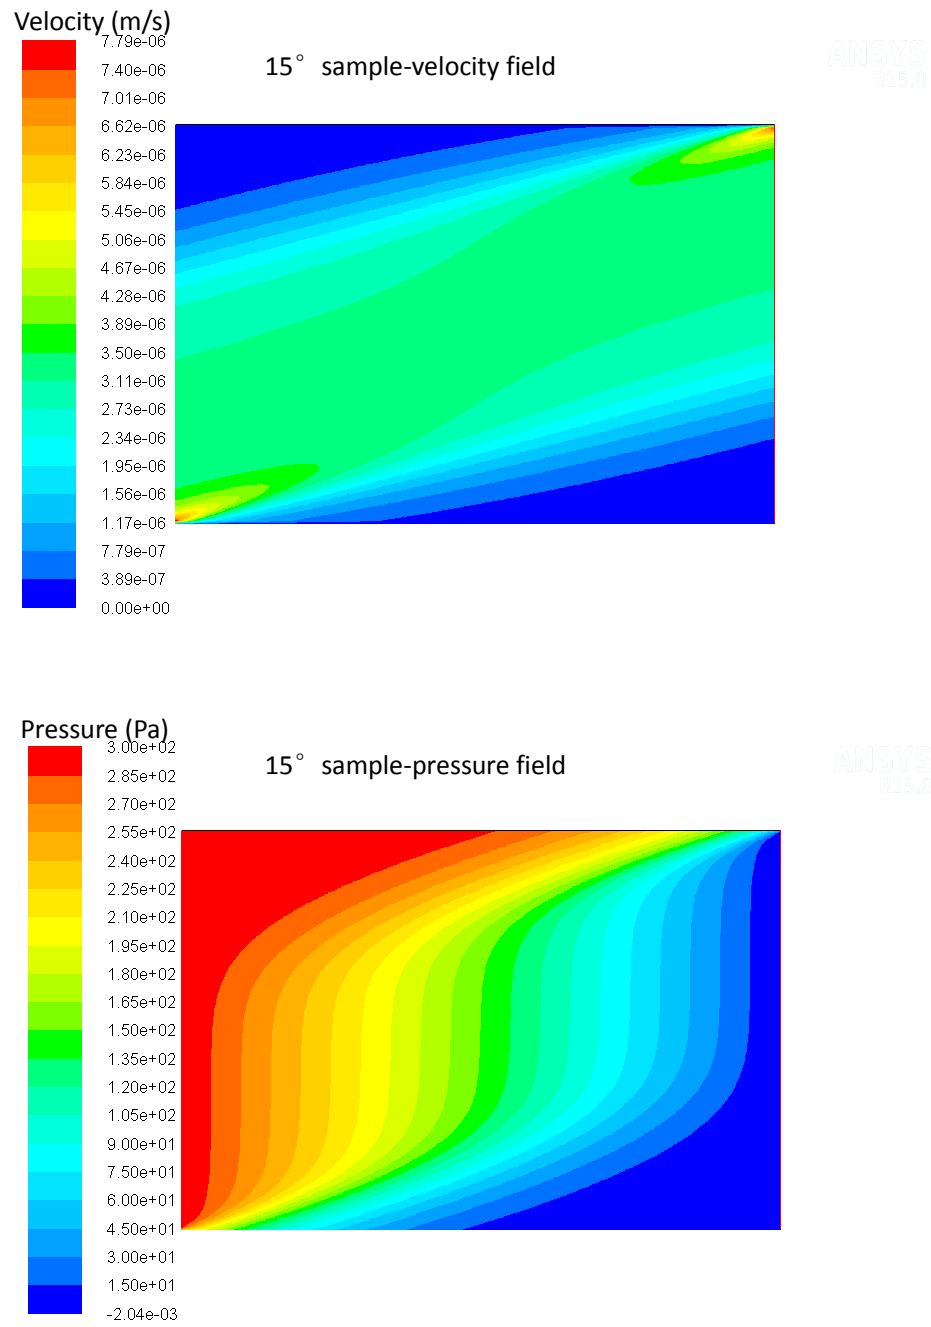 Velocity (m/s)
7.79e-06
15° sample-velocity field
ANSYS
R15.0
7.40e-06
7.01e-06
6.62e-06
6.23e-06
5.84e-06
5.45e-06
5.06e-06
4.67e-06
4.28e-06
3.89e-06
3.50e-06
3.11e-06
2.73e-06
2.34e-06
1.95e-06
1.56e-06
1.17e-06
7.79e-07
3.89e-07
0.00e+00
Pressure (Pa)
3.00e+02
15° sample-pressure field
ANSYS
R15.0
2.85e+02
2.70e+02
2.55e+02
2.40e+02
2.25e+02
2.10e+02
1.95e+02
1.80e+02
1.65e+02
1.50e+02
1.35e+02
1.20e+02
1.05e+02
9.00e+01
7.50e+01
6.00e+01
4.50e+01
3.00e+01
1.50e+01
-2.04e-03